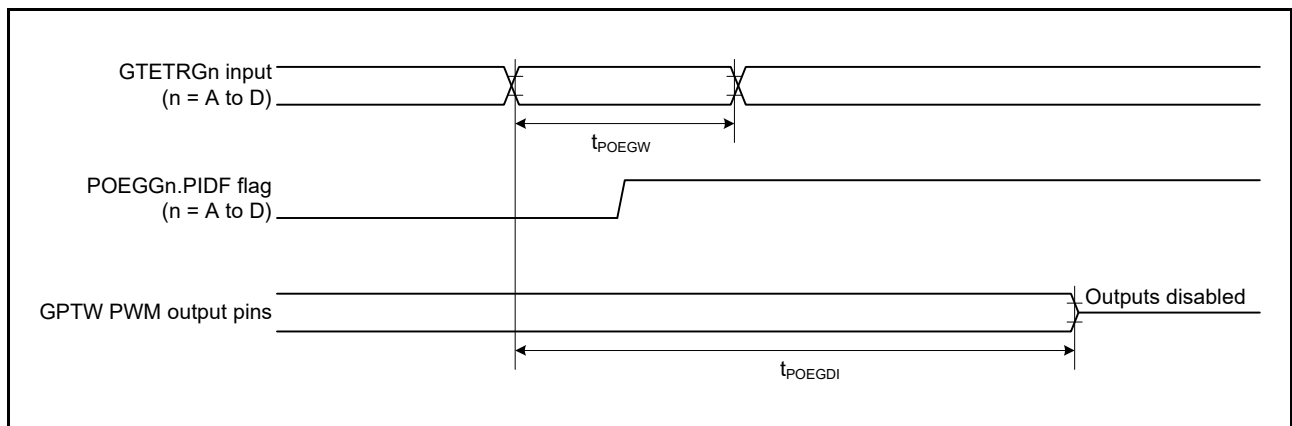 GTETRGn input
(n = A to D)
tPOEGW
POEGGn.PIDF flag
(n = A to D)
GPTW PWM output pins
Outputs disabled
tPOEGDI